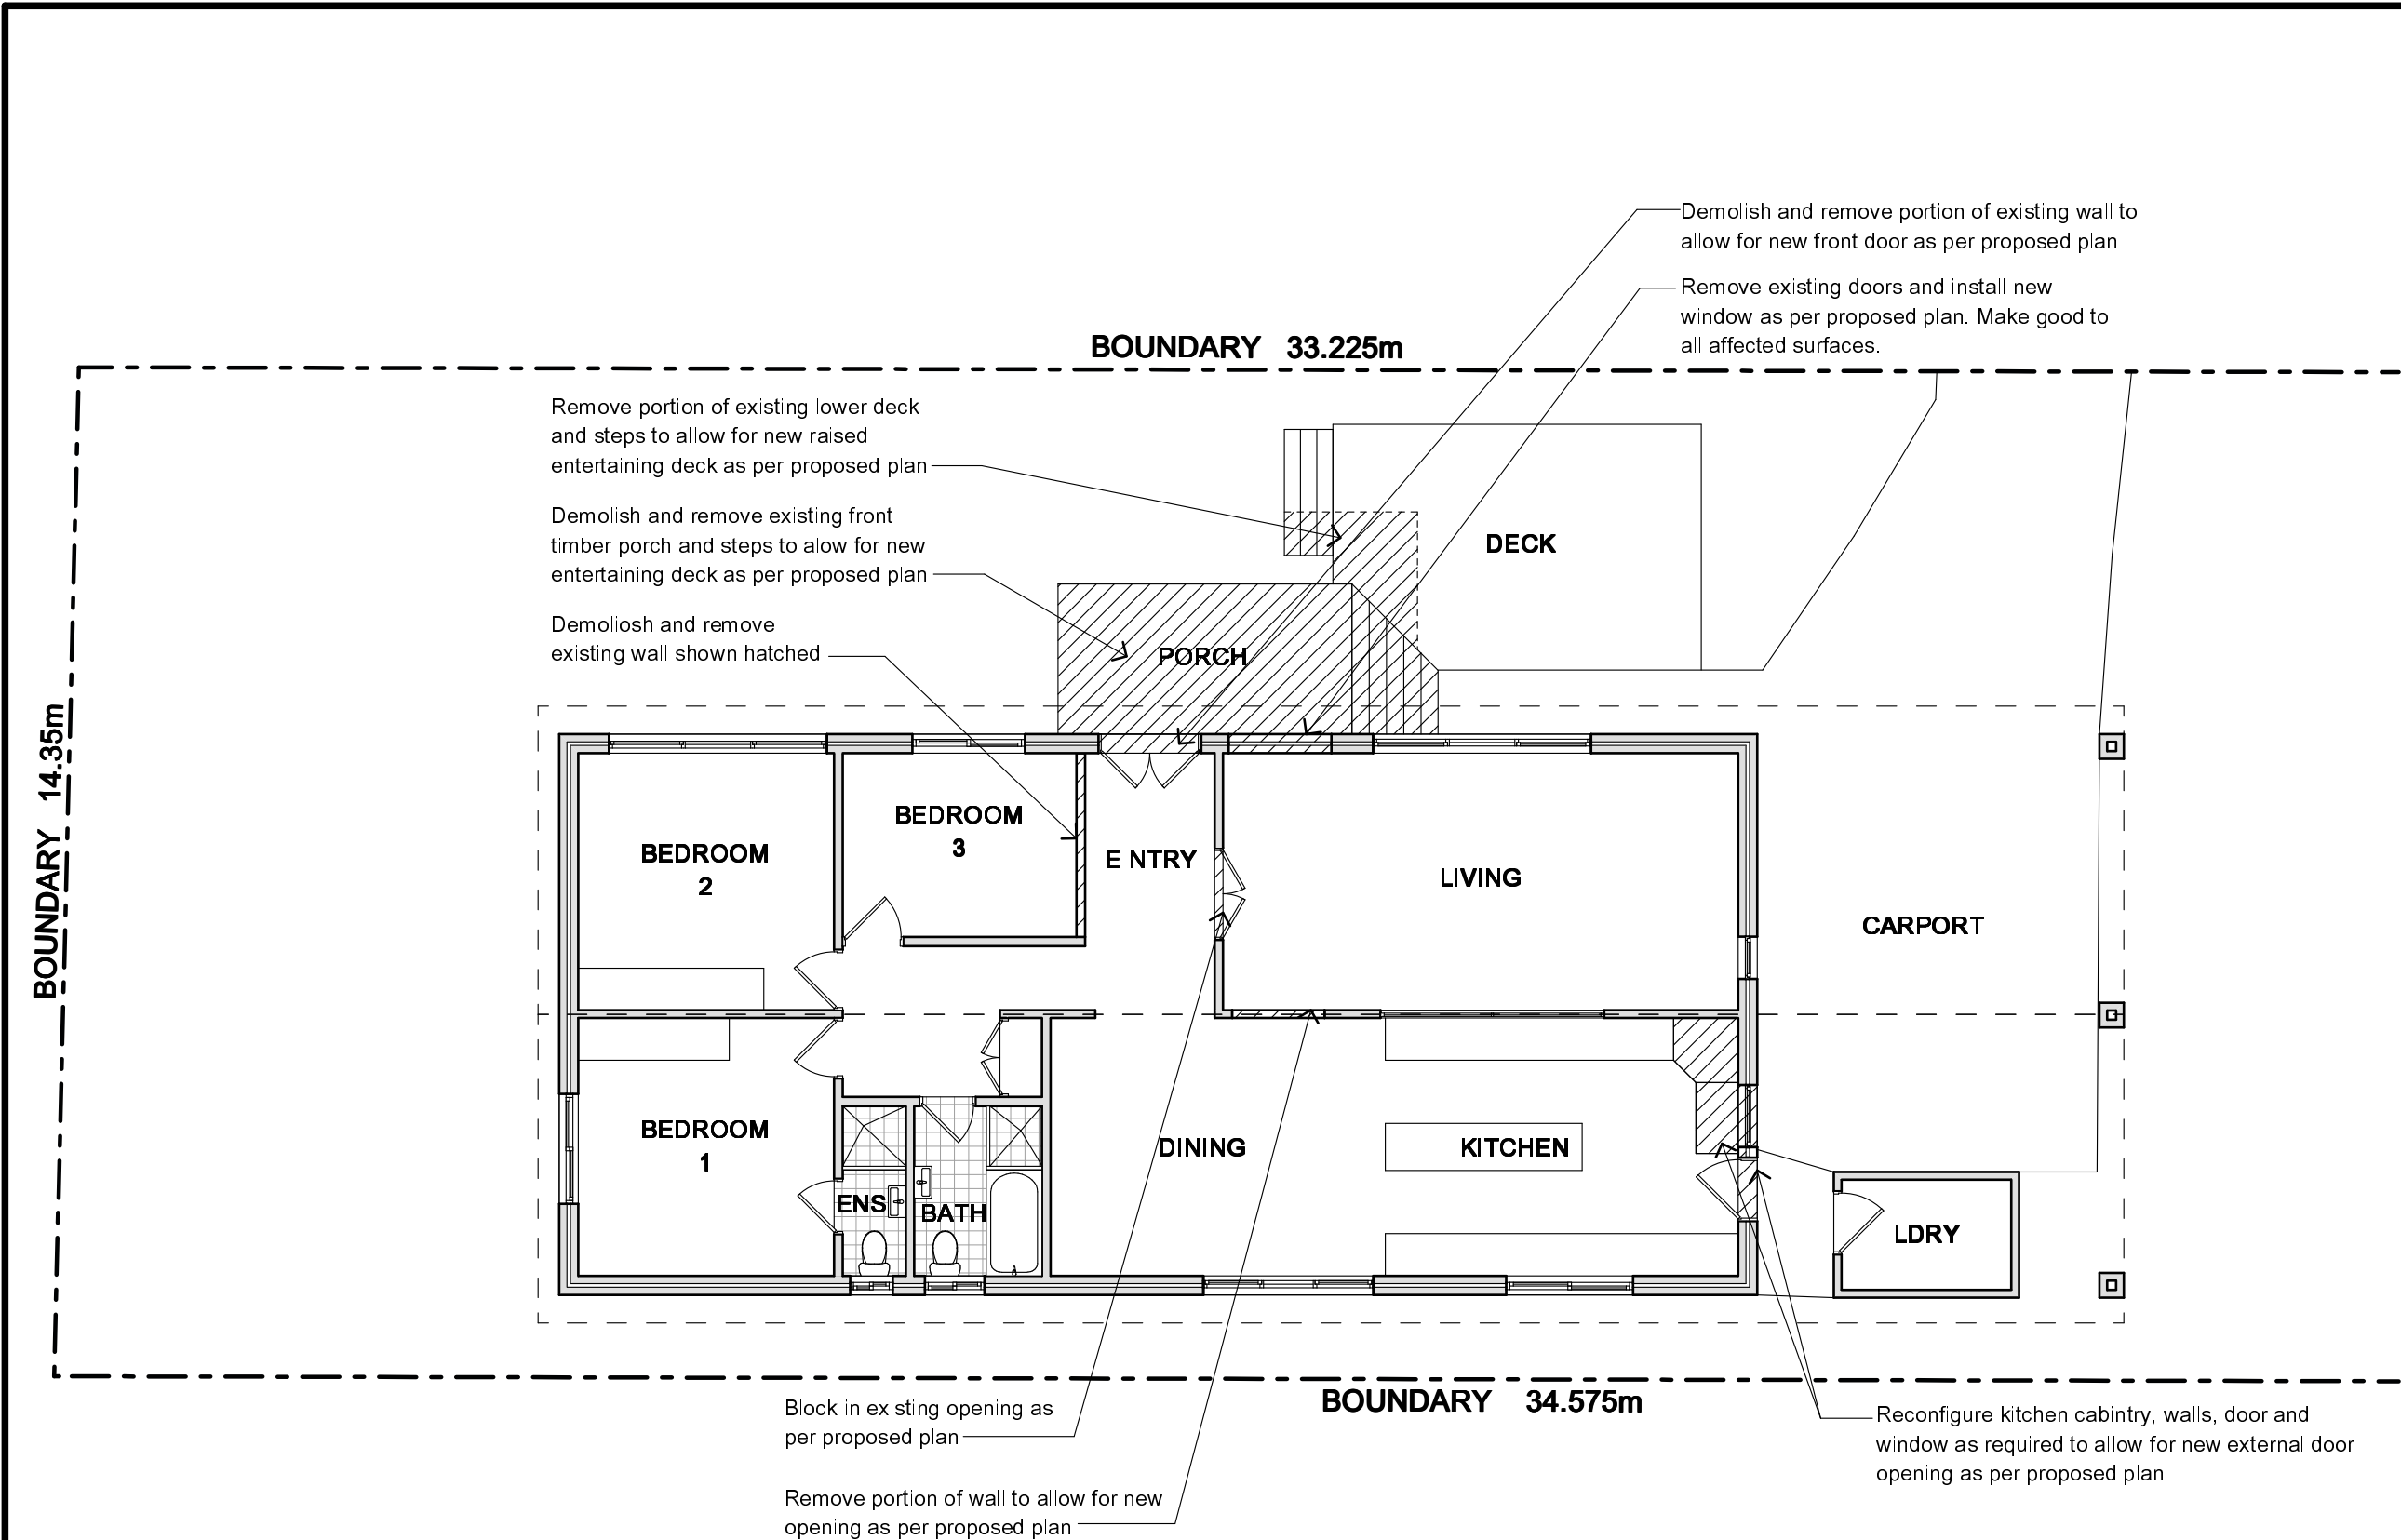 Demolish and remove portion of existing wall to
allow for new front door as per proposed plan
Remove existing doors and install new
window as per proposed plan. Make good to
all affected surfaces.
BOUNDARY 33.225m
Remove portion of existing lower deck
and steps to allow for new raised
entertaining deck as per proposed plan
Demolish and remove existing front
timber porch and steps to alow for new
entertaining deck as per proposed plan
Demoliosh and remove
existing wall shown hatched
DECK
PORCH
BOUNDARY 14.35m
BEDROOM
2
BEDROOM
3
E NTRY
LIVING
CARPORT
BEDROOM
1
ENS
BATH
DINING
KITCHEN
LDRY
BOUNDARY 34.575m
Block in existing opening as
per proposed plan
Remove portion of wall to allow for new
opening as per proposed plan
Reconfigure kitchen cabintry, walls, door and
window as required to allow for new external door
opening as per proposed plan